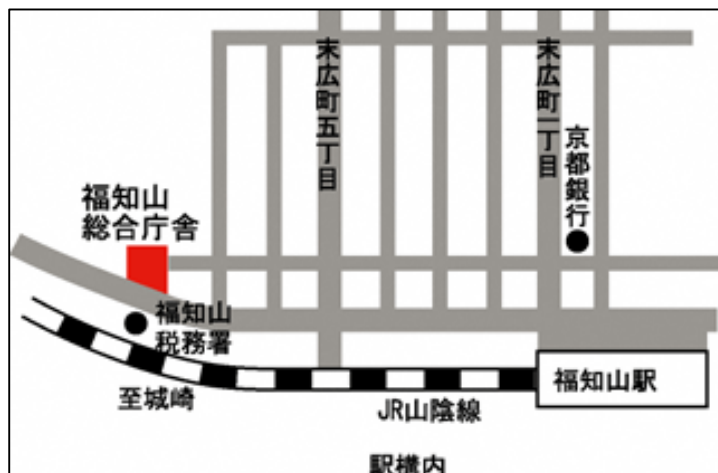 末広町五丁目
末広町一丁目
京都銀行
福知山
総合庁舎
福知山
税務署
福知山駅
至城崎
JR山陰線
駅構内